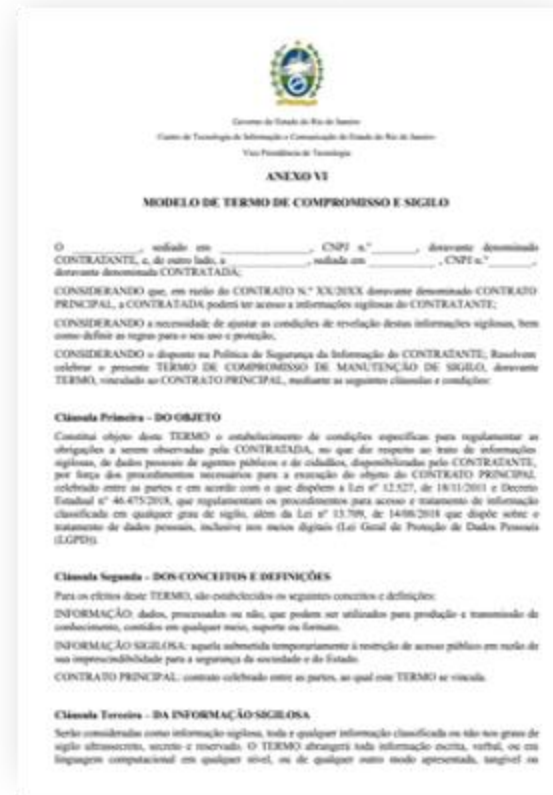 Governo do Estado do Rio de Janeiro
Centro de Tecnologia de Informação e Comunicação do Estado do Rio de Janeiro
Vice Presidência de Tecnologia
ANEXO VI
MODELO DE TERMO DE COMPROMISSO E SIGILO
O ____________, sediado em ______________, CNPJ n.º_______, doravante denominado
CONTRATANTE, e, do outro lado, a ____________, sediada em __________ , CNPJ n.º_______,
doravante denominada CONTRATADA;
CONSIDERANDO que, em razão do CONTRATO N.º XX/20XX doravante denominado CONTRATO
PRINCIPAL, a CONTRATADA poderá ter acesso a informações sigilosas do CONTRATANTE;
CONSIDERANDO a necessidade de ajustar as condições de revelação destas informações sigilosas, bem
como definir as regras para o seu uso e proteção,
CONSIDERANDO o disposto na Política de Segurança da Informação do CONTRATANTE; Resolvem
celebrar o presente TERMO DE COMPROMISSO DE MANUTENÇÃO DE SIGILO, doravante
TERMO, vinculado ao CONTRATO PRINCIPAL, mediante as seguintes cláusulas e condições:
Cláusula Primeira – DO OBJETO
Constitui objeto deste TERMO o estabelecimento de condições específicas para regulamentar as
obrigações a serem observadas pela CONTRATADA, no que diz respeito ao trato de informações
sigilosas, de dados pessoais de agentes públicos e de cidadãos, disponibilizadas pelo CONTRATANTE,
por força dos procedimentos necessários para a execução do objeto do CONTRATO PRINCIPAL
celebrado entre as partes e em acordo com o que dispõem a Lei nº 12.527, de 18/11/2011 e Decreto
Estadual nº 46.475/2018, que regulamentam os procedimentos para acesso e tratamento de informação
classificada em qualquer grau de sigilo, além da Lei nº 13.709, de 14/08/2018 que dispõe sobre o
tratamento de dados pessoais, inclusive nos meios digitais (Lei Geral de Proteção de Dados Pessoais
(LGPD)).
Cláusula Segunda – DOS CONCEITOS E DEFINIÇÕES
Para os efeitos deste TERMO, são estabelecidos os seguintes conceitos e definições:
INFORMAÇÃO: dados, processados ou não, que podem ser utilizados para produção e transmissão de
conhecimento, contidos em qualquer meio, suporte ou formato.
INFORMAÇÃO SIGILOSA: aquela submetida temporariamente à restrição de acesso público em razão de
sua imprescindibilidade para a segurança da sociedade e do Estado.
CONTRATO PRINCIPAL: contrato celebrado entre as partes, ao qual este TERMO se vincula.
Cláusula Terceira – DA INFORMAÇÃO SIGILOSA
Serão consideradas como informação sigilosa, toda e qualquer informação classificada ou não nos graus de
sigilo ultrassecreto, secreto e reservado. O TERMO abrangerá toda informação escrita, verbal, ou em
linguagem computacional em qualquer nível, ou de qualquer outro modo apresentada, tangível ou